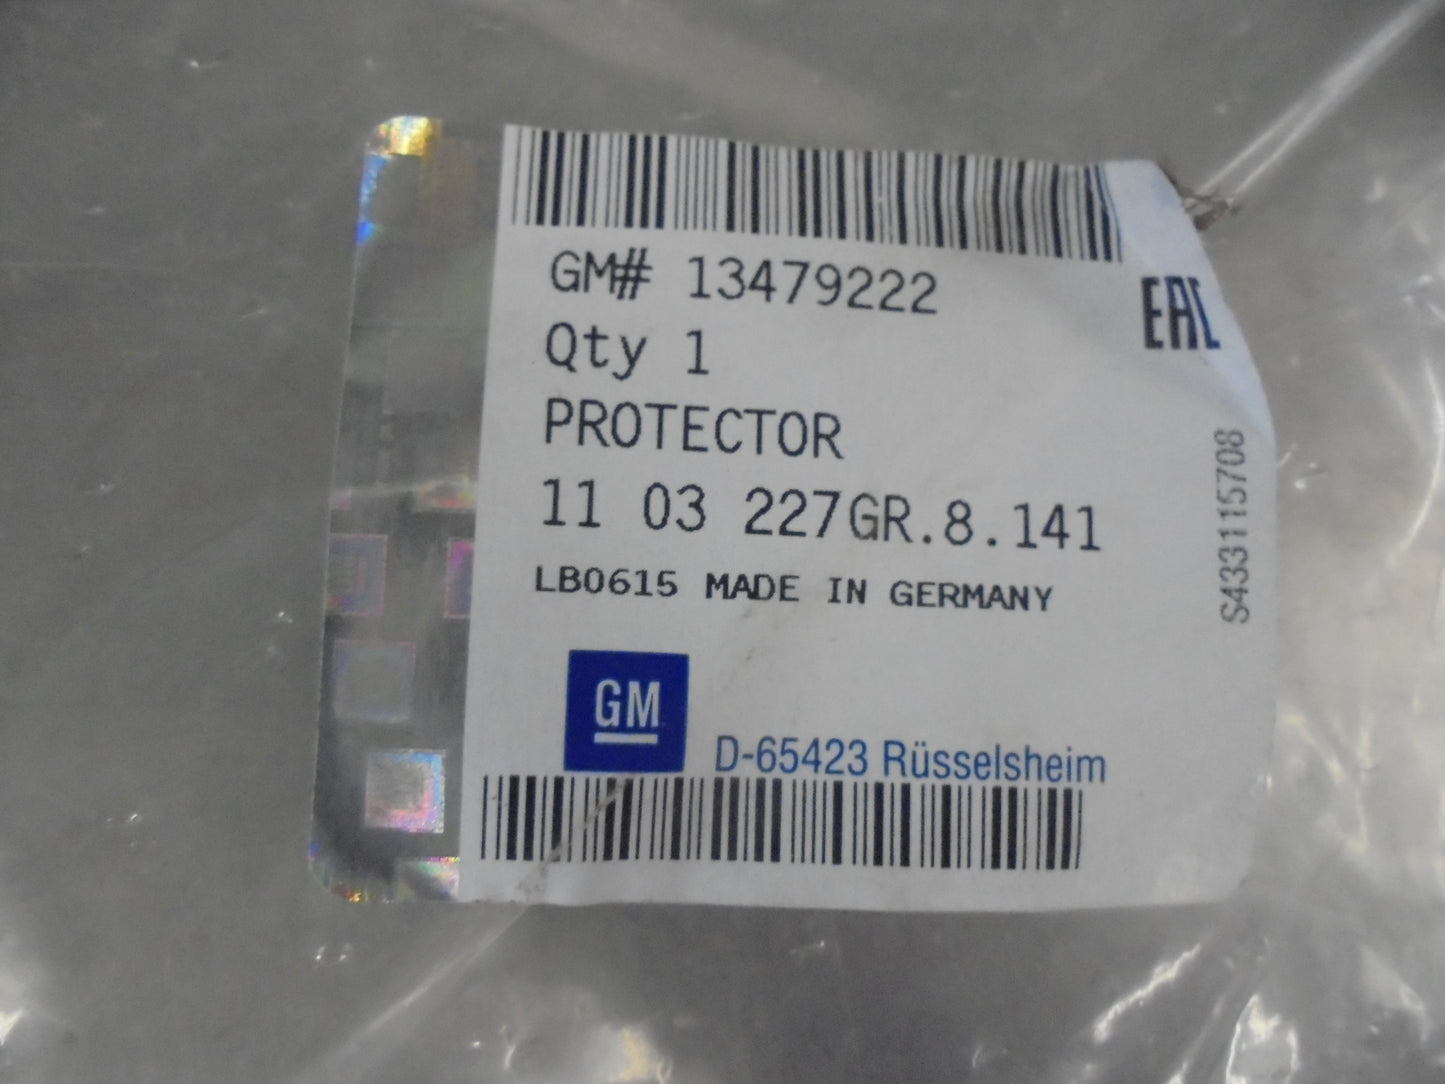 GM# 13479222
EAC
Qty 1
PROTECTOR
11 03 227GR.8.141
LB0615 MADE IN GERMANY
S433115708
GM
D-65423 Rüsselsheim